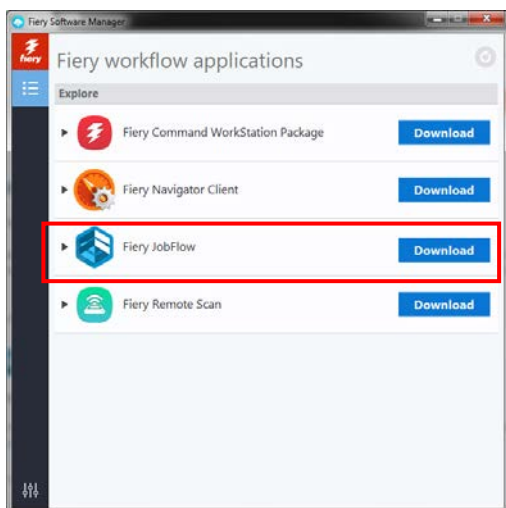 Fiery Software Manager
fiery
Fiery workflow applications
Explore
Fiery Command WorkStation Package Download
Fiery Navigator Client Download
Fiery JobFlow Download
Fiery Remote Scan Download